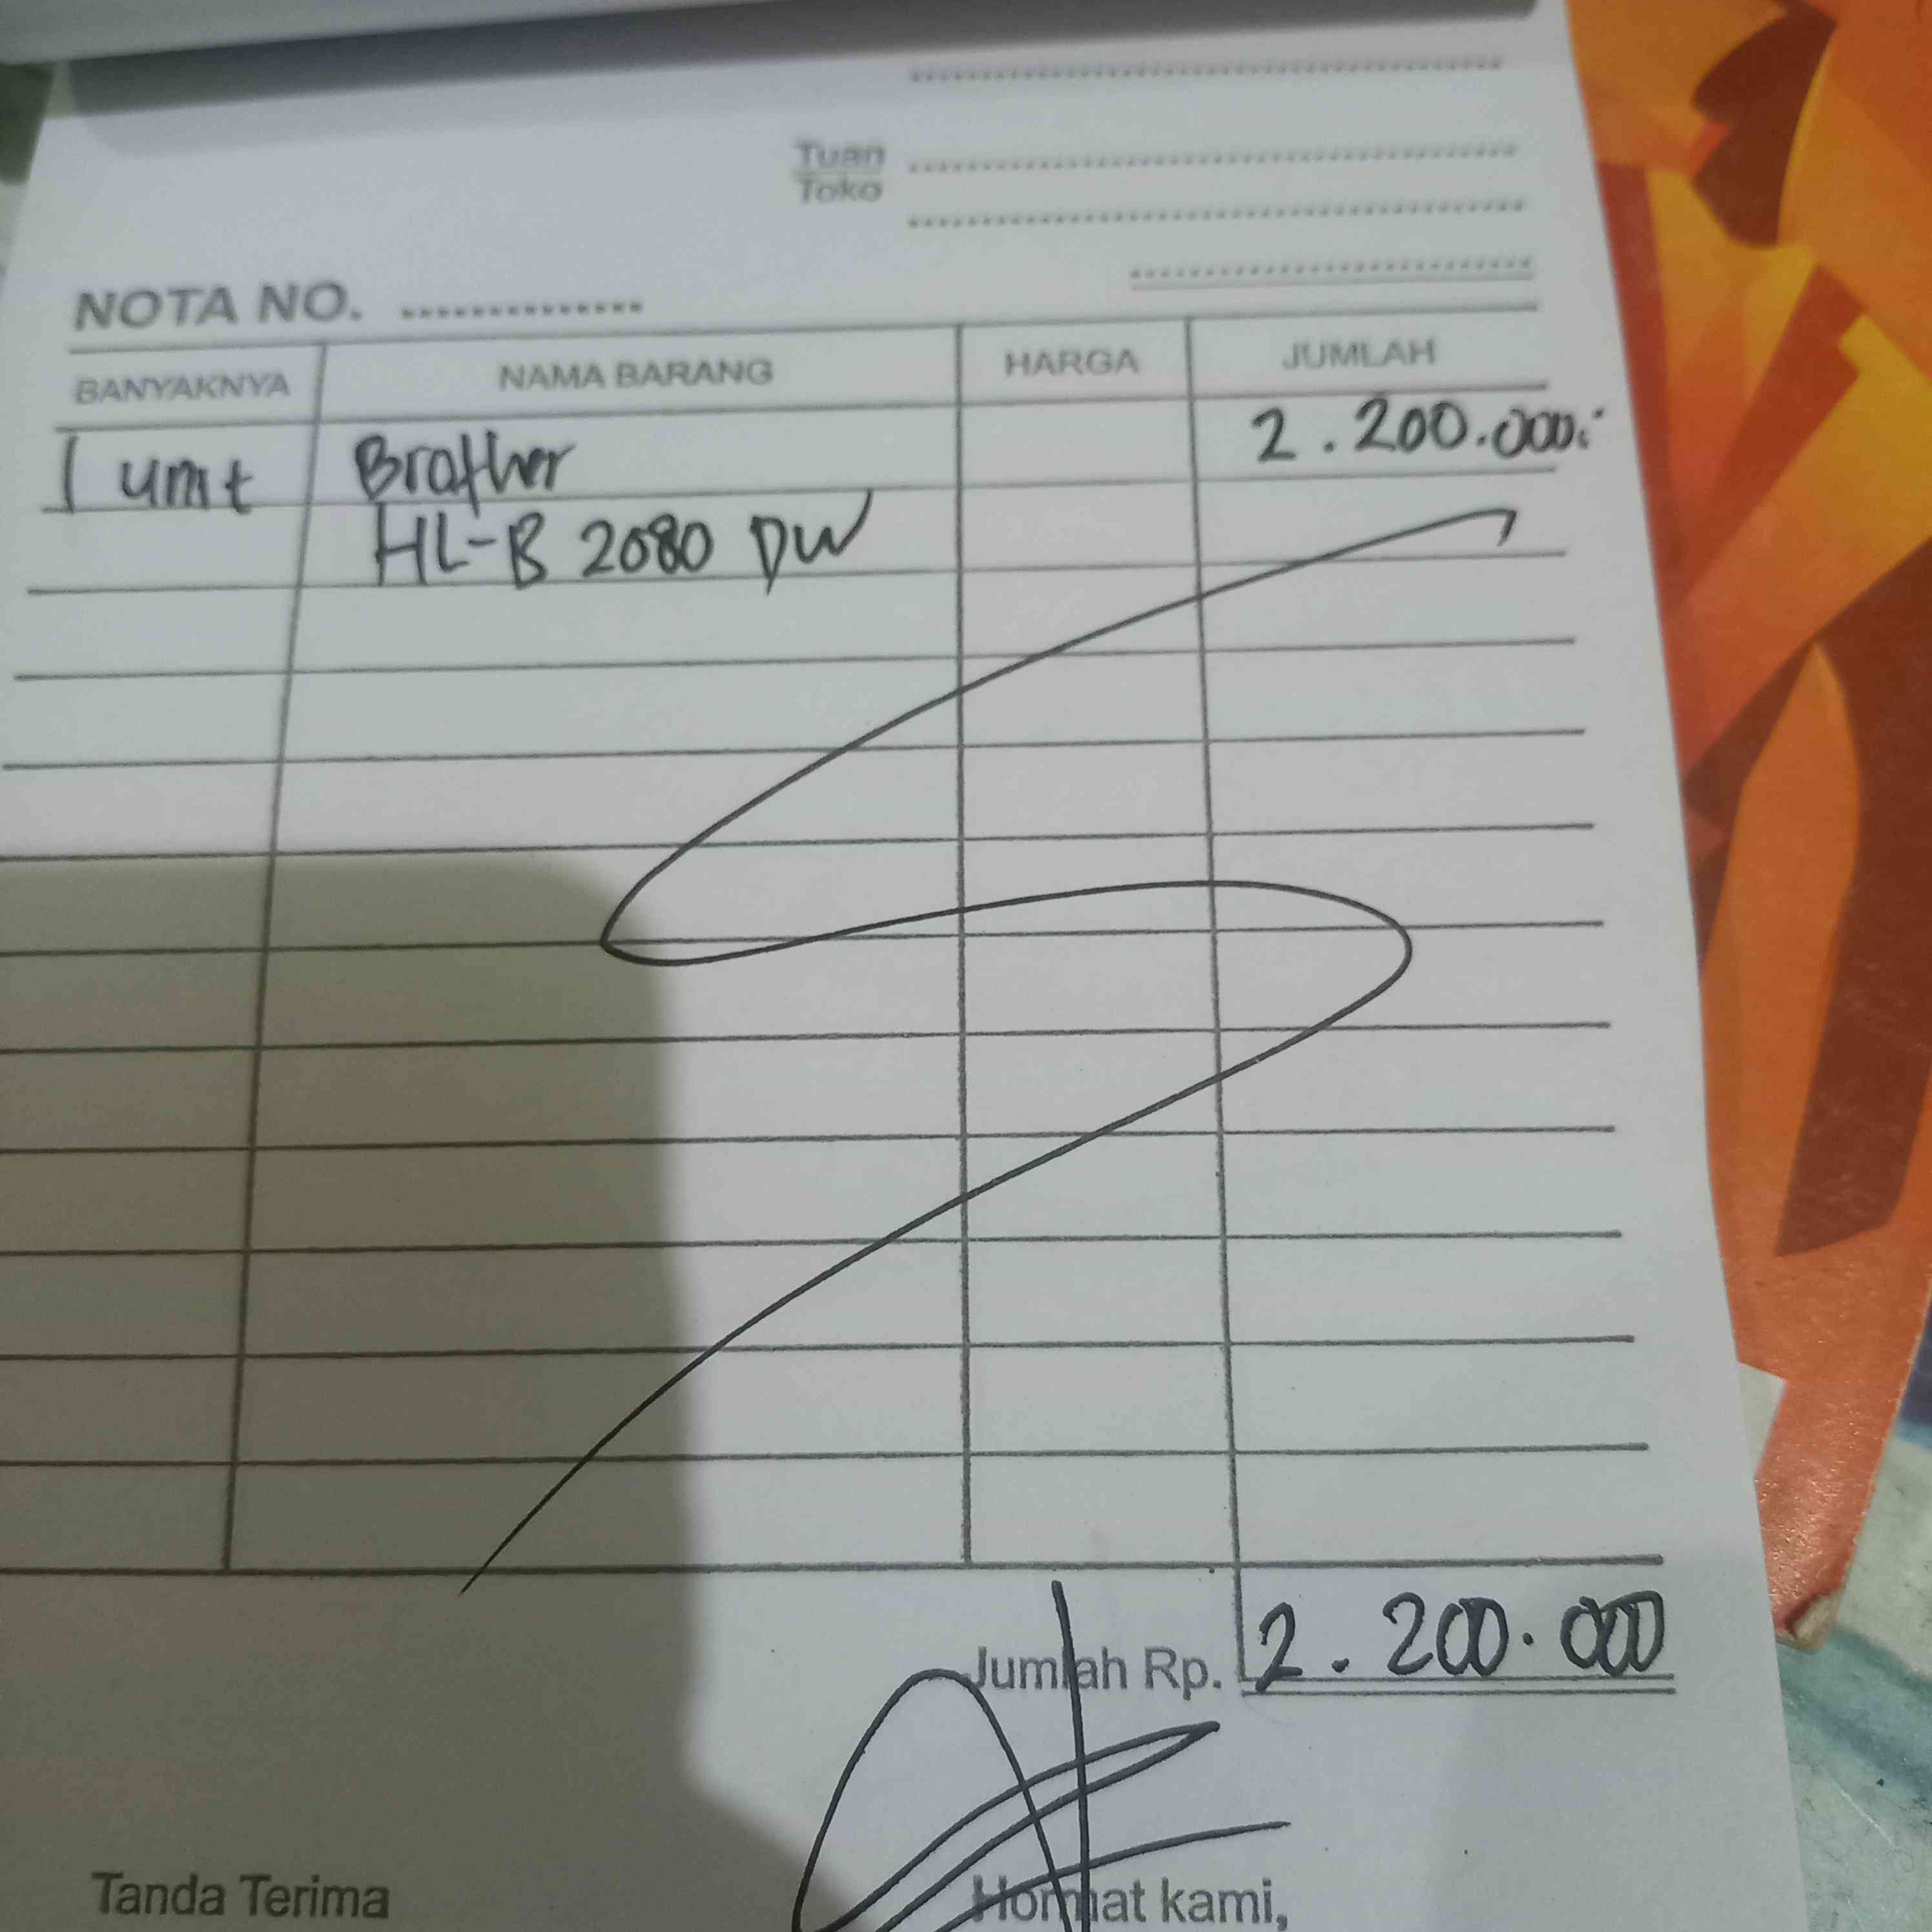 Tuan
Toko
NOTA NO.
BANYAKNYA NAMA BARANG HARGA JUMLAH
1 unit Brother 2.200.000
HL-B 2080 DW
Jumlah Rp. 2.200.000
Tanda Terima Hormat kami,